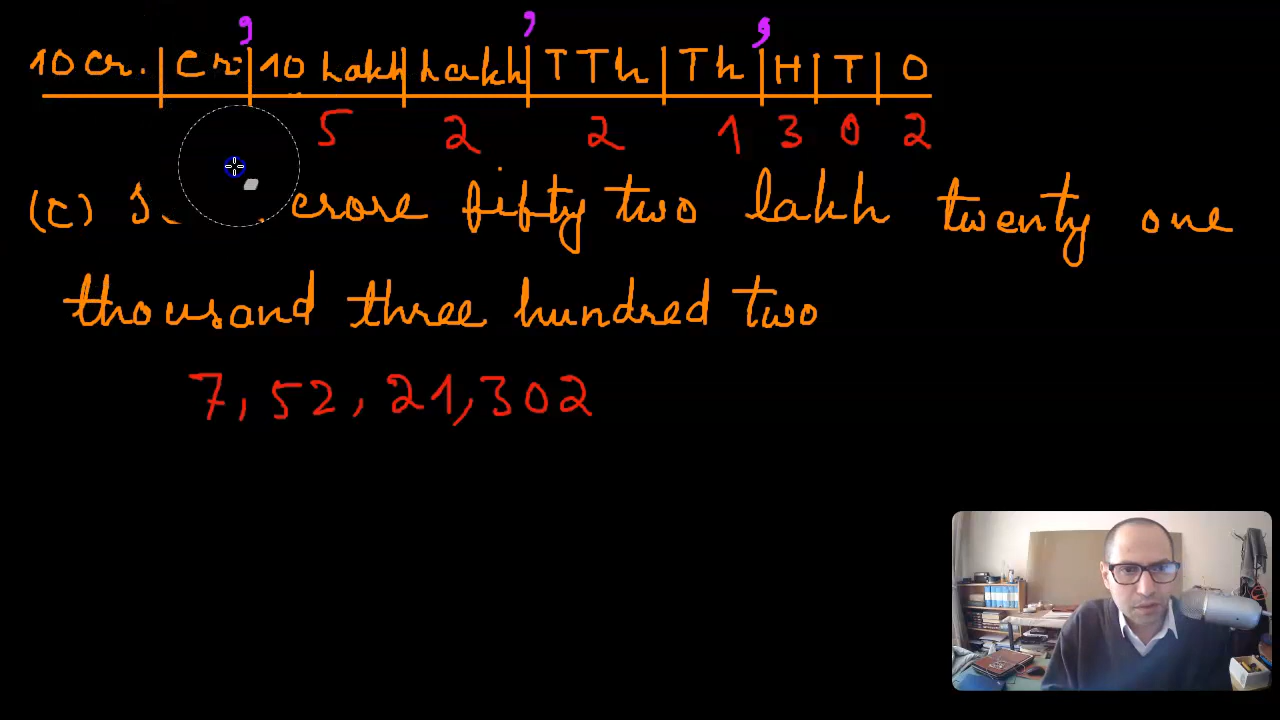 10 Cr. | Cr. , 10 Lakh | Lakh , T Th | Th , H | T | O
5 2 2 1 3 0 2
(c) crore fifty two lakh twenty one
thousand three hundred two
7, 52, 21, 302